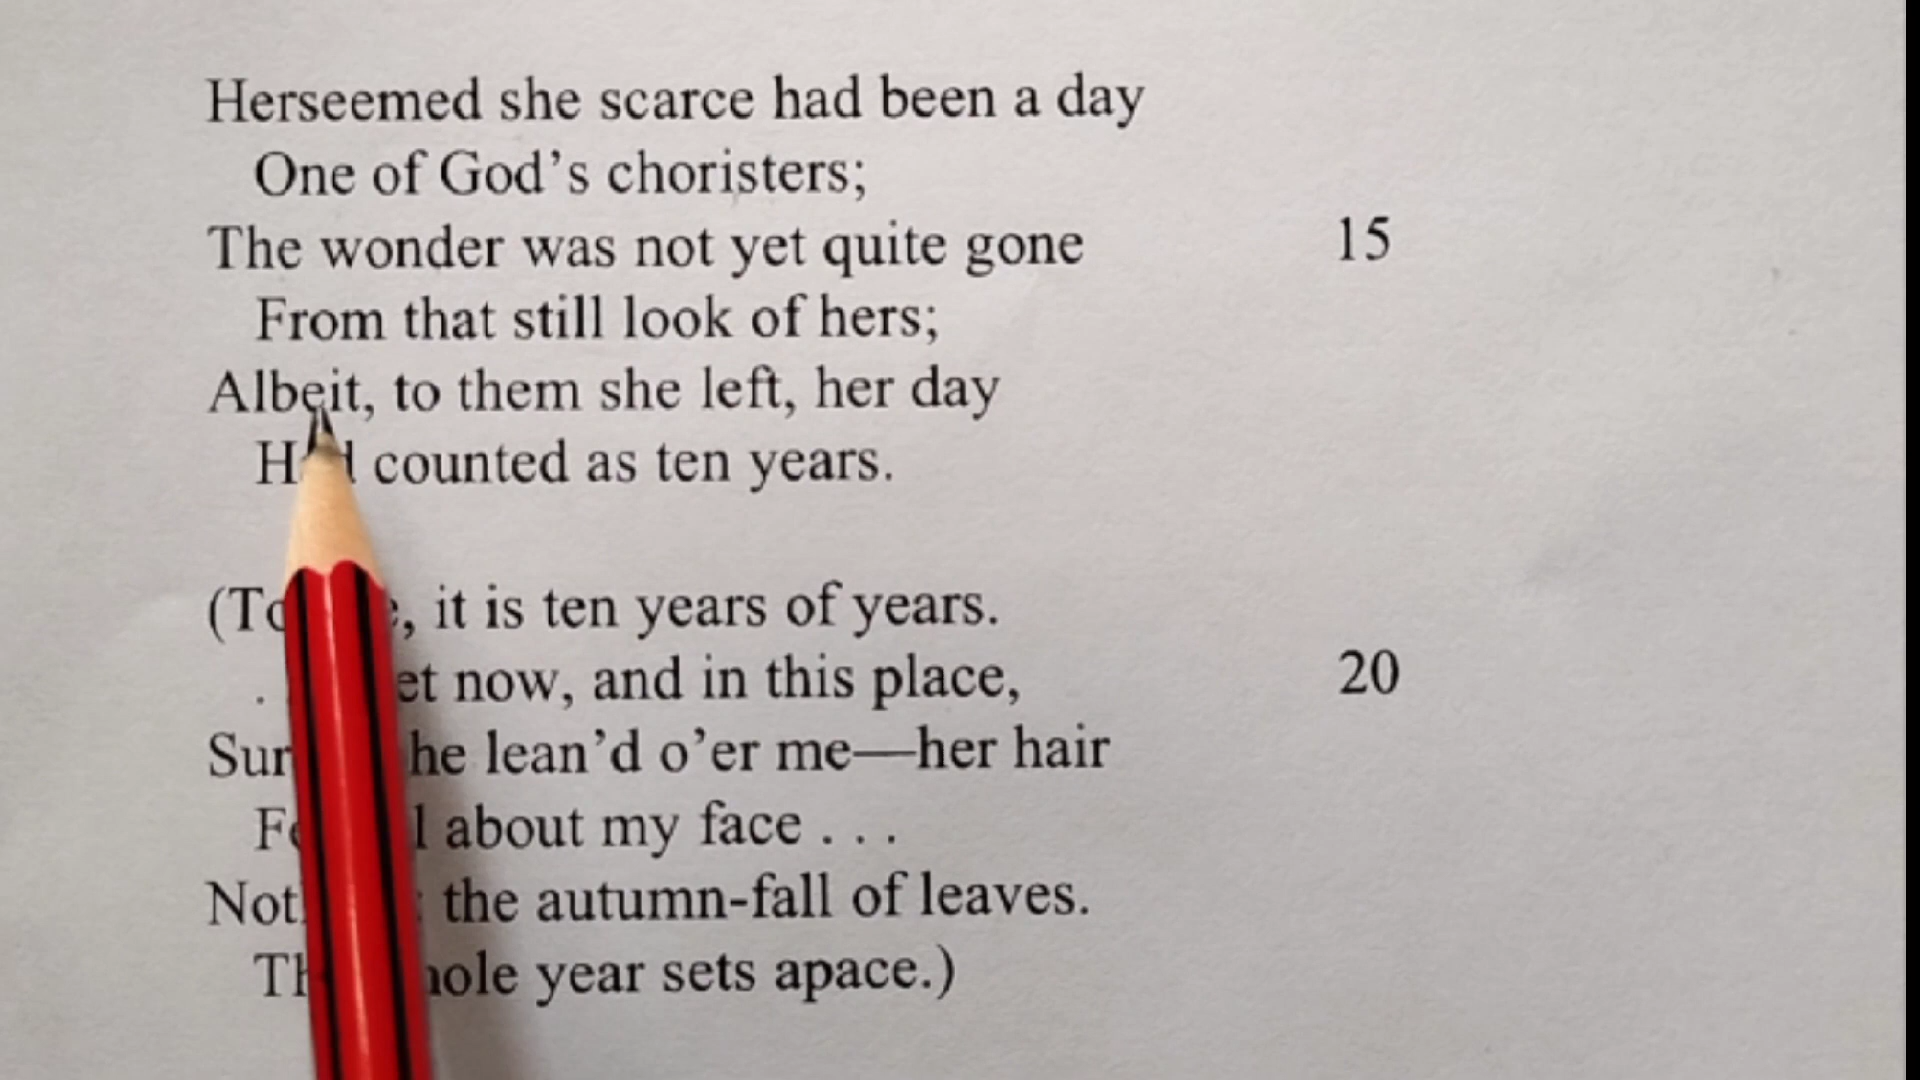 Herseemed she scarce had been a day
One of God's choristers;
The wonder was not yet quite gone 15
From that still look of hers;
Albeit, to them she left, her day
counted as ten years.
it is ten years of years.
now, and in this place, 20
lean'd o'er me—her hair
about my face . . .
the autumn-fall of leaves.
year sets apace.)